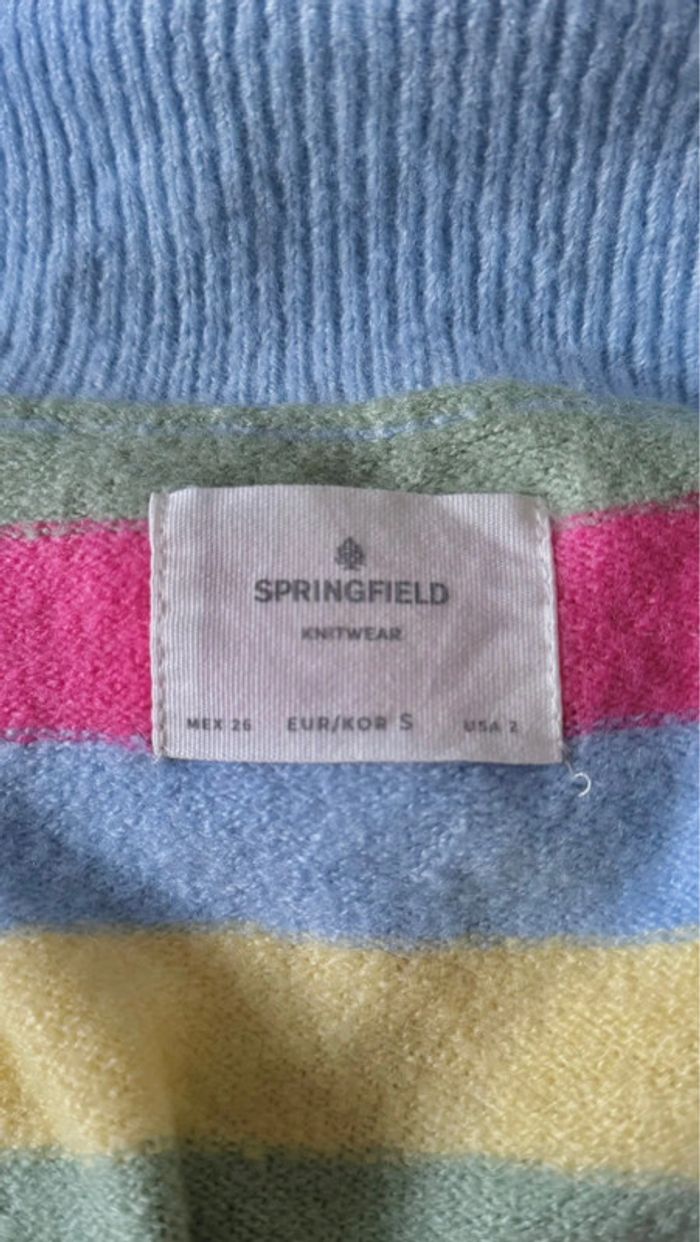 SPRINGFIELD
KNITWEAR
MEX 26 EUR/KOR S USA 2